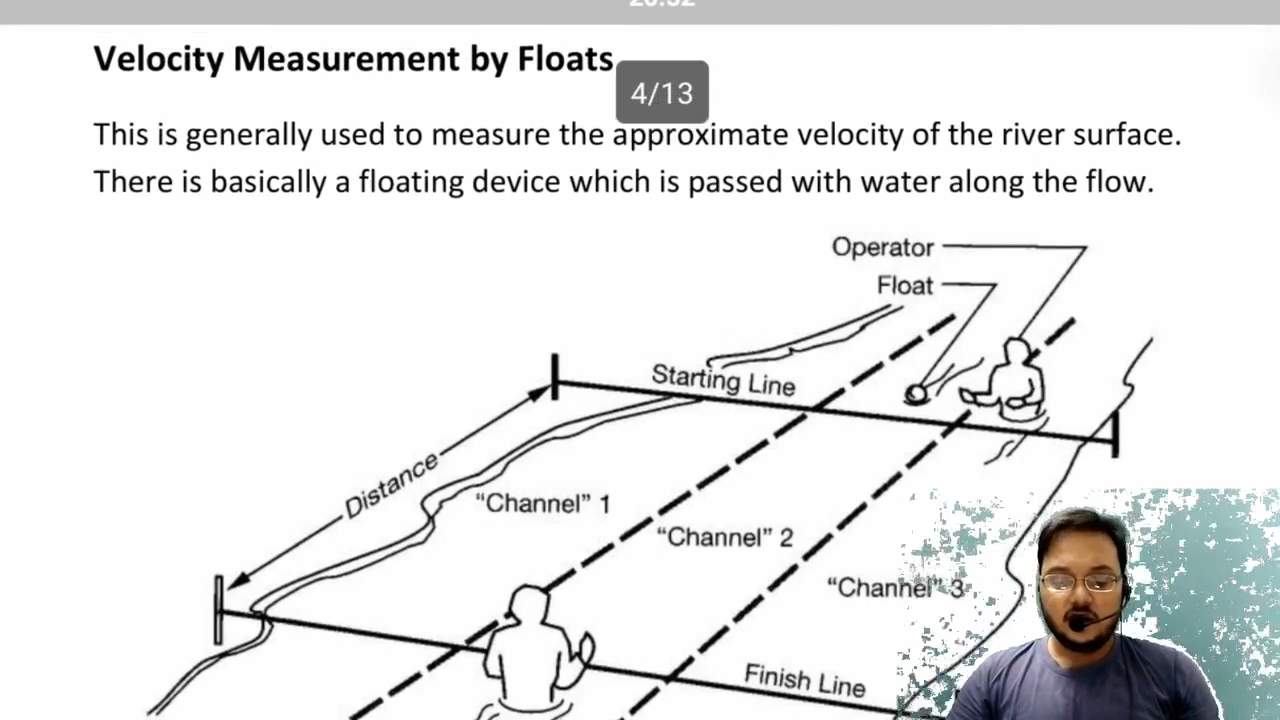 Velocity Measurement by Floats
4/13
This is generally used to measure the approximate velocity of the river surface.
There is basically a floating device which is passed with water along the flow.
Operator
Float
Starting Line
Distance
“Channel” 1
“Channel” 2
“Channel” 3
Finish Line